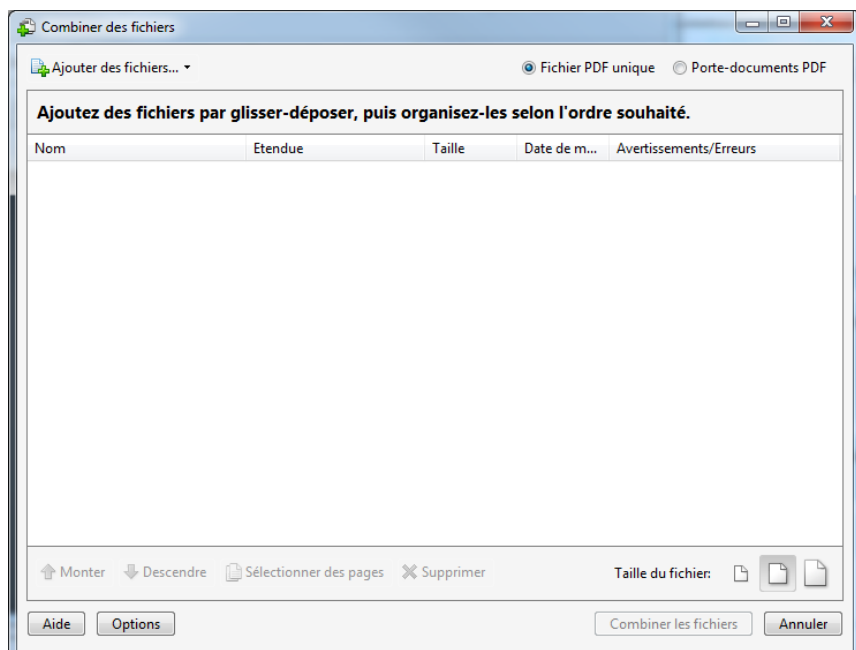 Combiner des fichiers
Ajouter des fichiers... Fichier PDF unique Porte-documents PDF
Ajoutez des fichiers par glisser-déposer, puis organisez-les selon l'ordre souhaité.
Nom Etendue Taille Date de m... Avertissements/Erreurs
Monter Descendre Sélectionner des pages Supprimer Taille du fichier:
Aide Options Combiner les fichiers Annuler